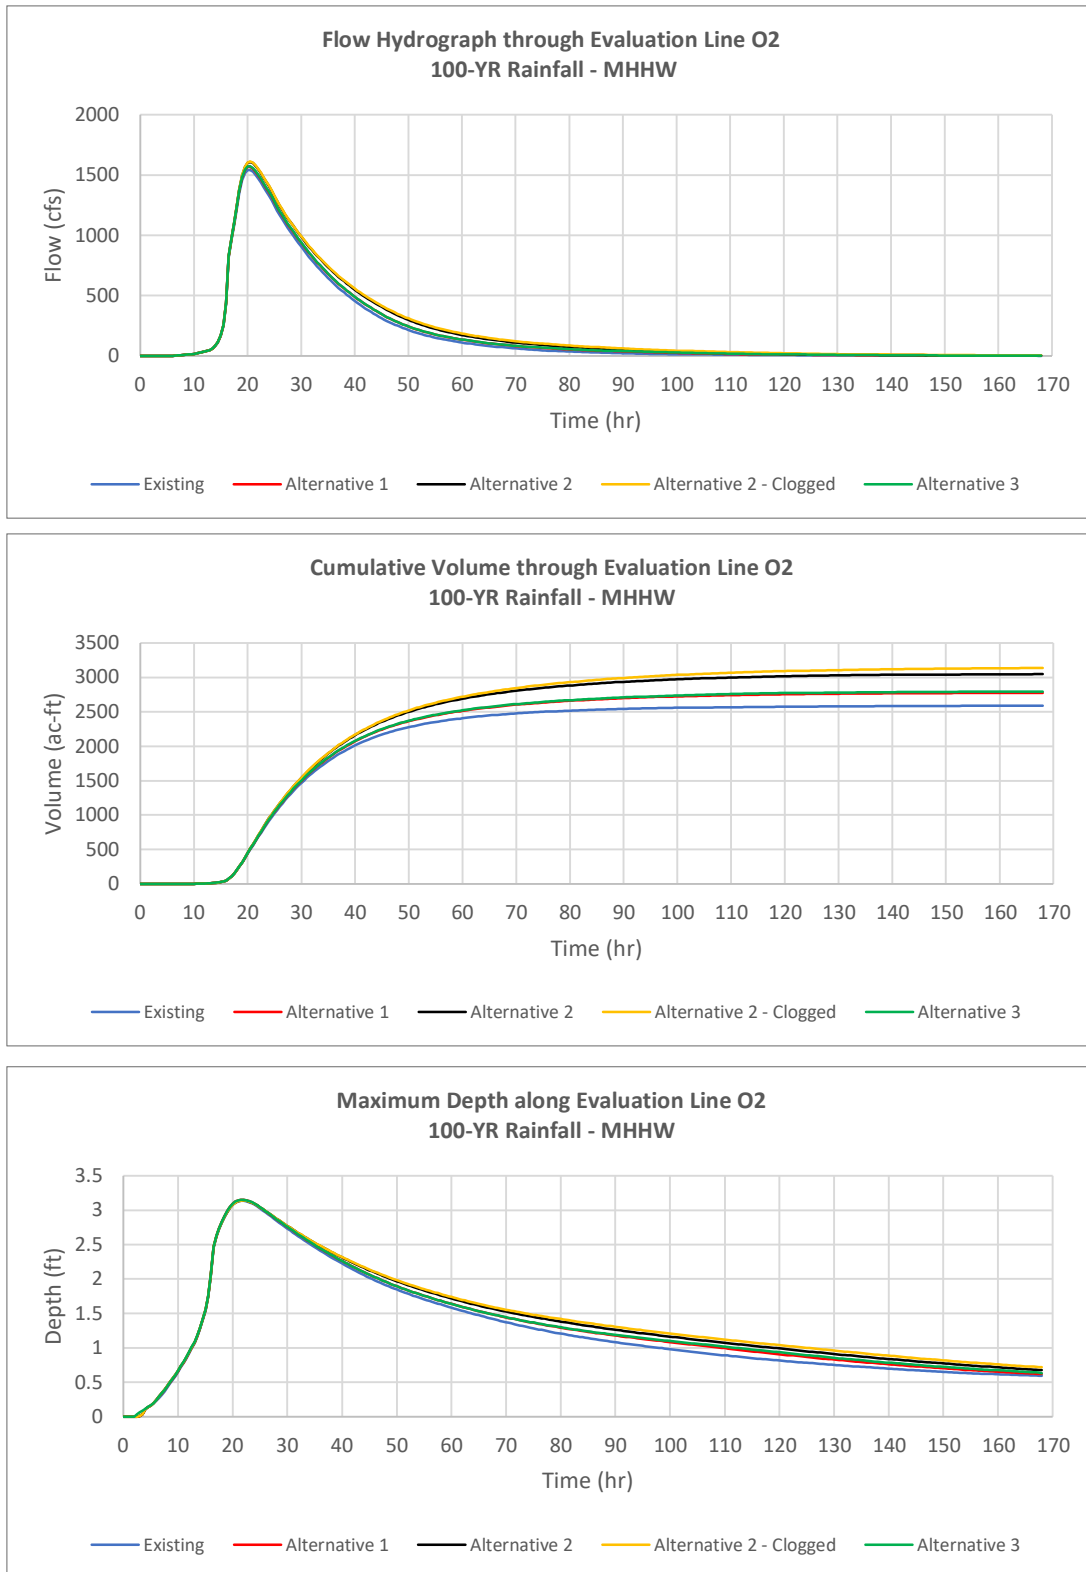 Flow Hydrograph through Evaluation Line O2
100-YR Rainfall - MHHW
2000
1500
1000
500
0
Flow (cfs)
0 10 20 30 40 50 60 70 80 90 100 110 120 130 140 150 160 170
Time (hr)
Existing Alternative 1 Alternative 2 Alternative 2 - Clogged Alternative 3
Cumulative Volume through Evaluation Line O2
100-YR Rainfall - MHHW
3500
3000
2500
2000
1500
1000
500
0
Volume (ac-ft)
0 10 20 30 40 50 60 70 80 90 100 110 120 130 140 150 160 170
Time (hr)
Existing Alternative 1 Alternative 2 Alternative 2 - Clogged Alternative 3
Maximum Depth along Evaluation Line O2
100-YR Rainfall - MHHW
3.5
3
2.5
2
1.5
1
0.5
0
Depth (ft)
0 10 20 30 40 50 60 70 80 90 100 110 120 130 140 150 160 170
Time (hr)
Existing Alternative 1 Alternative 2 Alternative 2 - Clogged Alternative 3